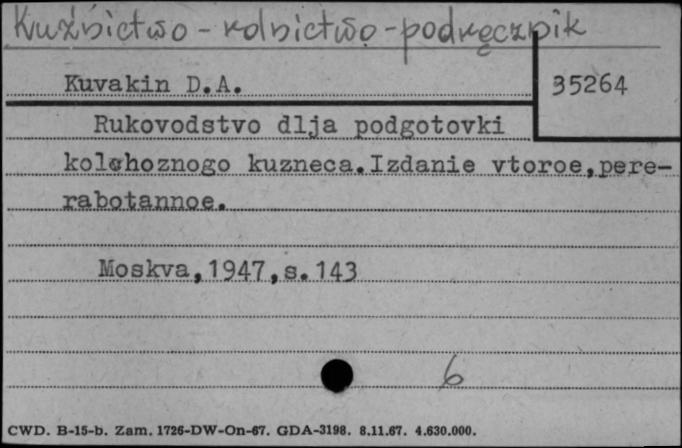 Kuźnictwo - rolnictwo - podręcznik
Kuvakin D.A.
35264
Rukovodstvo dlja podgotovki
kolchoznogo kuzneca.Izdanie vtoroe,pere-
rabotannoe.
Moskva,1947,s.143
6
CWD. B-15-b. Zam. 1726-DW-On-67. GDA-3198. 8.11.67. 4.630.000.